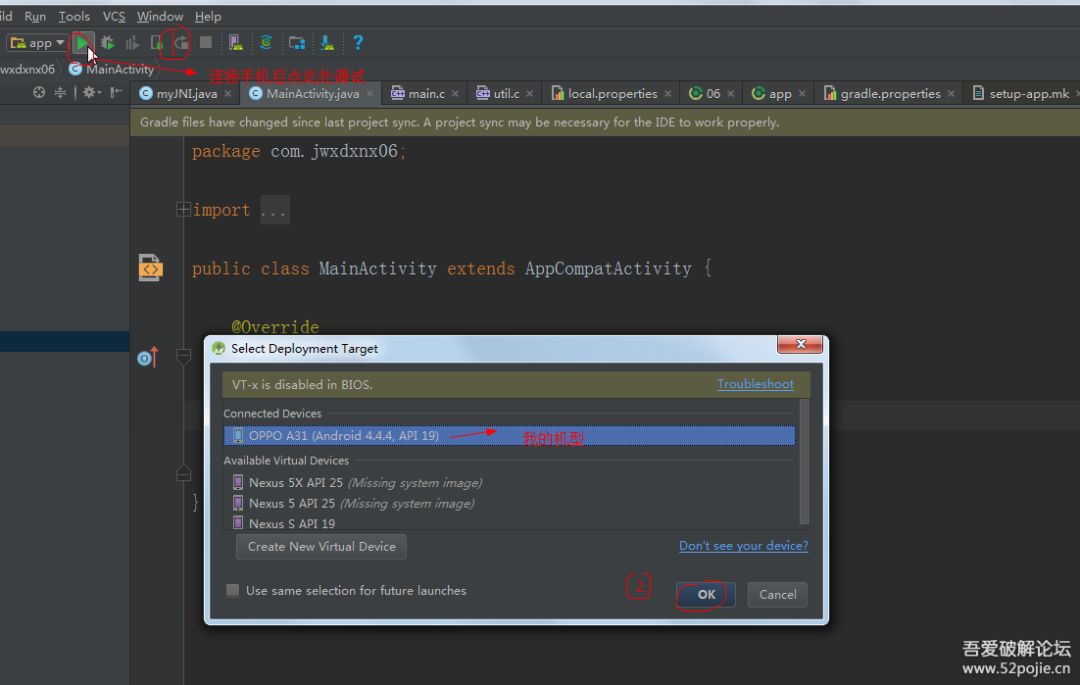 ild Run Tools VCS Window Help
app
1
wxdxnx06 MainActivity
连接手机后点此处调试
myJNI.java MainActivity.java main.c util.c local.properties 06 app gradle.properties setup-app.mk
Gradle files have changed since last project sync. A project sync may be necessary for the IDE to work properly.
package com.jwxdxnx06;
import ...
public class MainActivity extends AppCompatActivity {
@Override
Select Deployment Target
VT-x is disabled in BIOS. Troubleshoot
Connected Devices
OPPO A31 (Android 4.4.4, API 19) 我的机型
Available Virtual Devices
Nexus 5X API 25 (Missing system image)
Nexus 5 API 25 (Missing system image)
}
Nexus S API 19
Create New Virtual Device Don't see your device?
Use same selection for future launches
2
OK Cancel
吾爱破解论坛
www.52pojie.cn